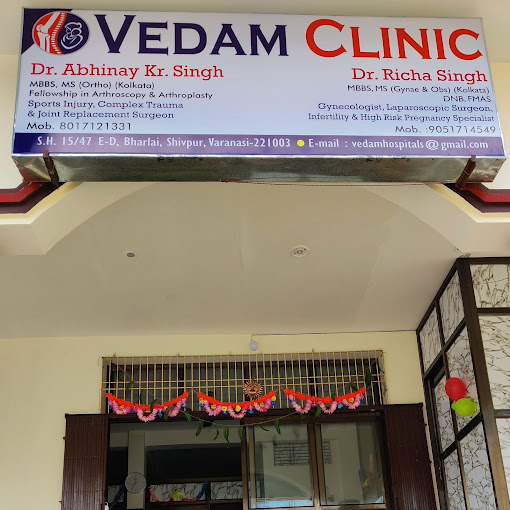 VEDAM CLINIC
Dr. Abhinay Kr. Singh
MBBS, MS (Ortho) (Kolkata)
Fellowship in Arthroscopy & Arthroplasty
Sports Injury, Complex Trauma
& Joint Replacement Surgeon
Mob. 8017121331
Dr. Richa Singh
MBBS, MS (Gynae & Obs) (Kolkata)
DNB, FMAS
Gynecologist, Laparoscopic Surgeon,
Infertility & High Risk Pregnancy Specialist
Mob. :9051714549
S.H. 15/47 E-D, Bharlai, Shivpur, Varanasi-221003 ● E-mail : vedamhospitals@gmail.com